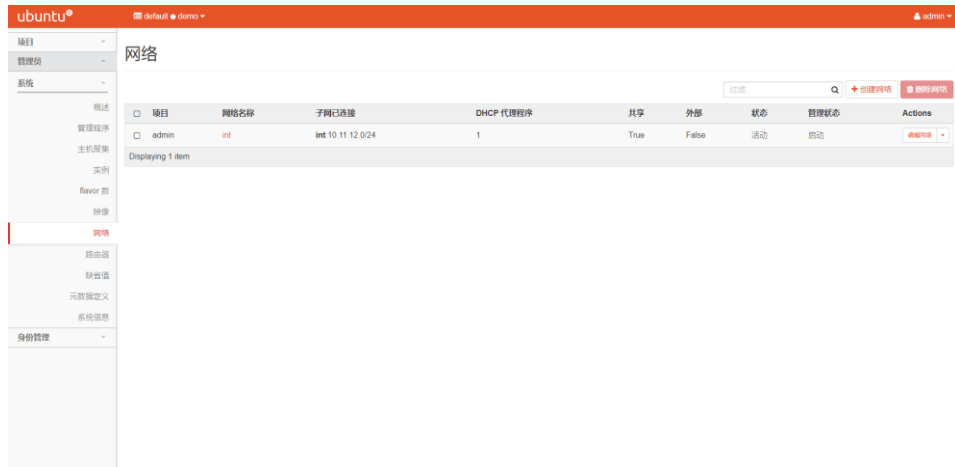 ubuntu®
default ● demo
admin
项目
管理员
系统
概述
管理程序
主机聚集
实例
flavor 数
映像
网络
路由器
缺省值
元数据定义
系统信息
身份管理
网络
过滤
+创建网络
删除网络
项目 网络名称 子网已连接 DHCP 代理程序 共享 外部 状态 管理状态 Actions
admin int int 10.11.12.0/24 1 True False 活动 启动 编辑网络
Displaying 1 item